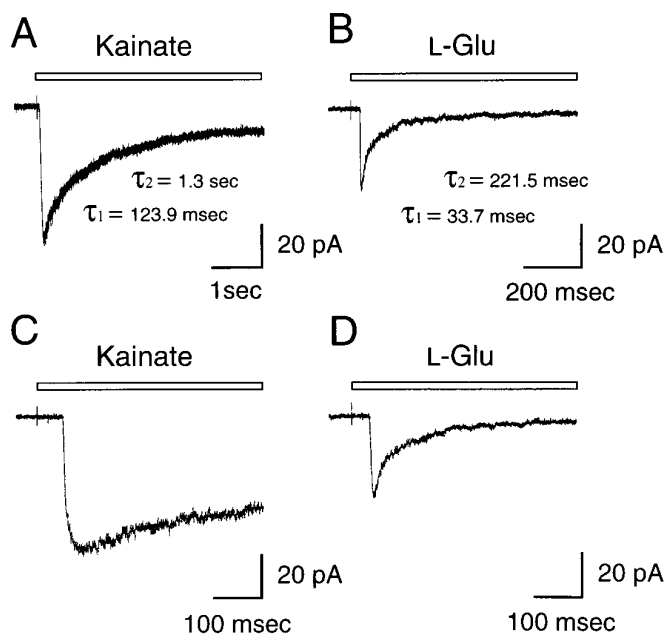 A
Kainate
τ2 = 1.3 sec
τ1 = 123.9 msec
20 pA
1sec
B
L-Glu
τ2 = 221.5 msec
τ1 = 33.7 msec
20 pA
200 msec
C
Kainate
20 pA
100 msec
D
L-Glu
20 pA
100 msec